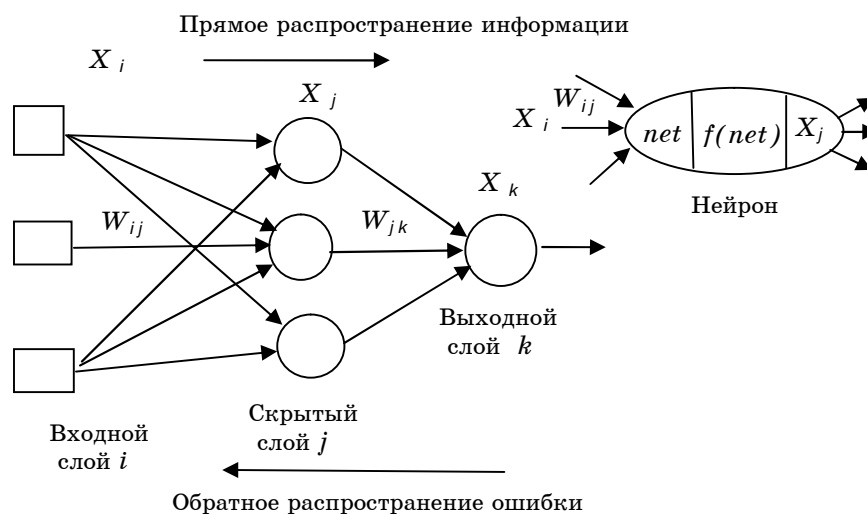 Прямое распространение информации
X i
X j
W ij
X i
net
f(net)
X j
Нейрон
X k
W ij
W jk
Выходной
слой k
Скрытый
слой j
Входной
слой i
Обратное распространение ошибки